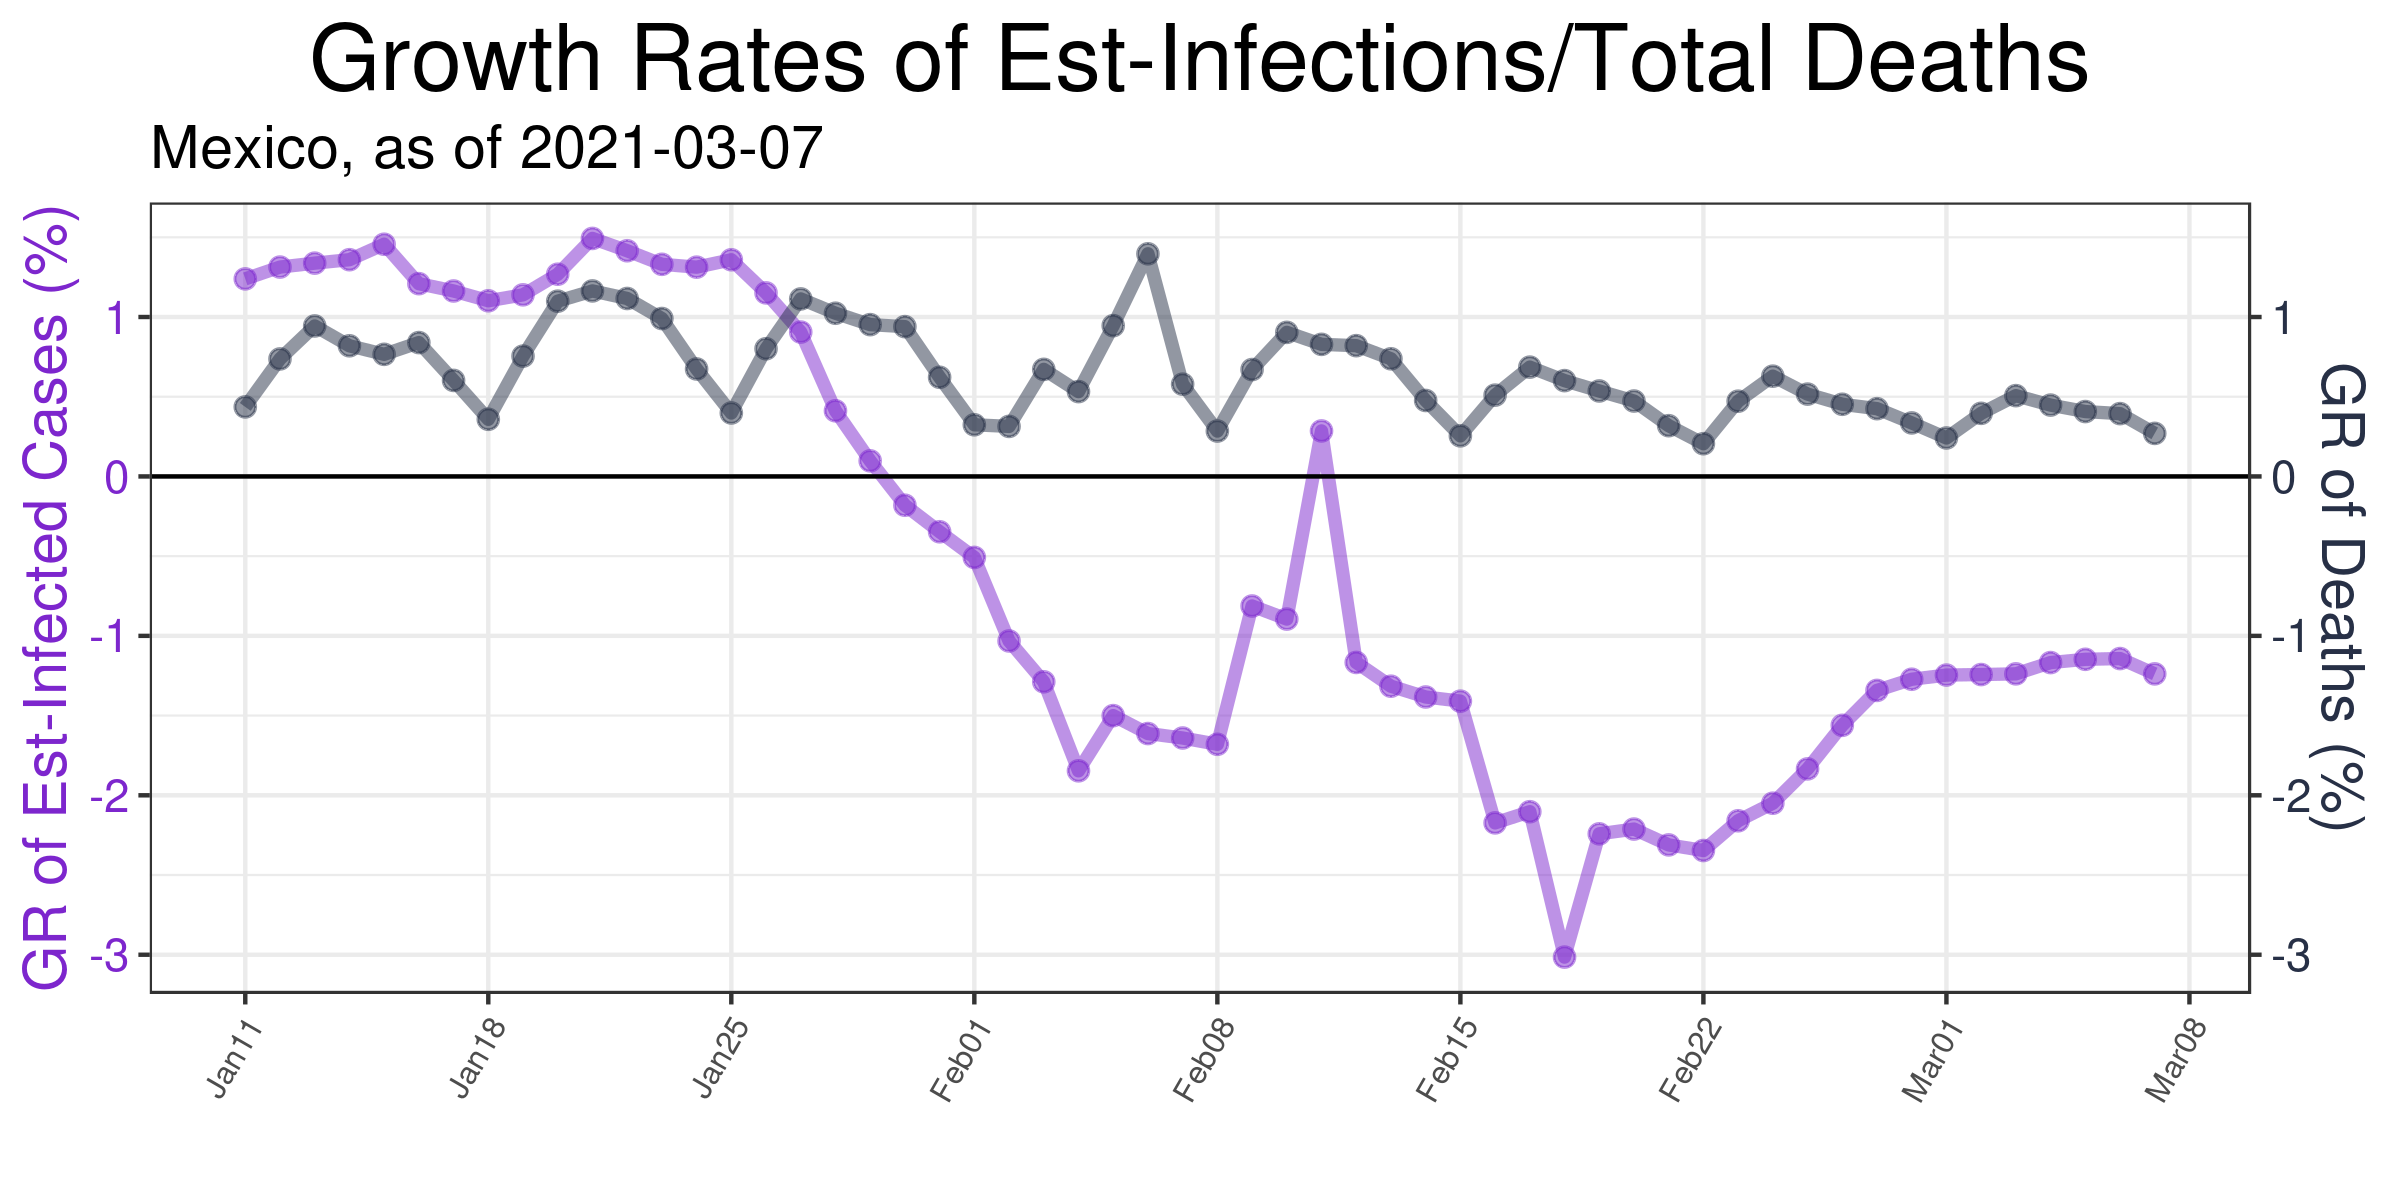 Growth Rates of Est-Infections/Total Deaths
Mexico, as of 2021-03-07
GR of Est-Infected Cases (%)
1
0
-1
-2
-3
1
0
-1
-2
-3
GR of Deaths (%)
Jan11
Jan18
Jan25
Feb01
Feb08
Feb15
Feb22
Mar01
Mar08